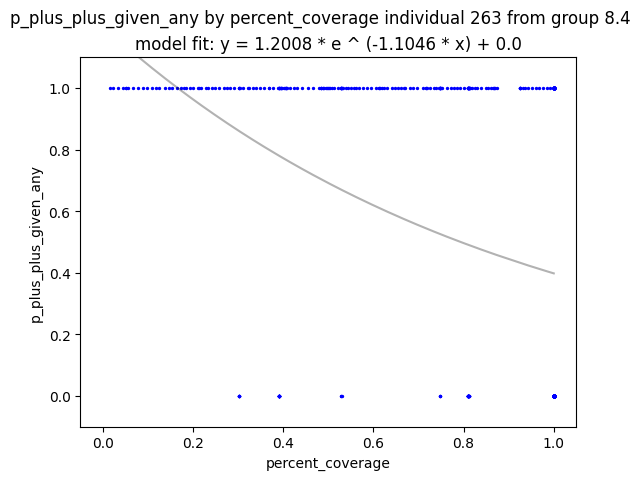 p_plus_plus_given_any by percent_coverage individual 263 from group 8.4
model fit: y = 1.2008 * e ^ (-1.1046 * x) + 0.0
p_plus_plus_given_any
1.0
0.8
0.6
0.4
0.2
0.0
0.0 0.2 0.4 0.6 0.8 1.0
percent_coverage